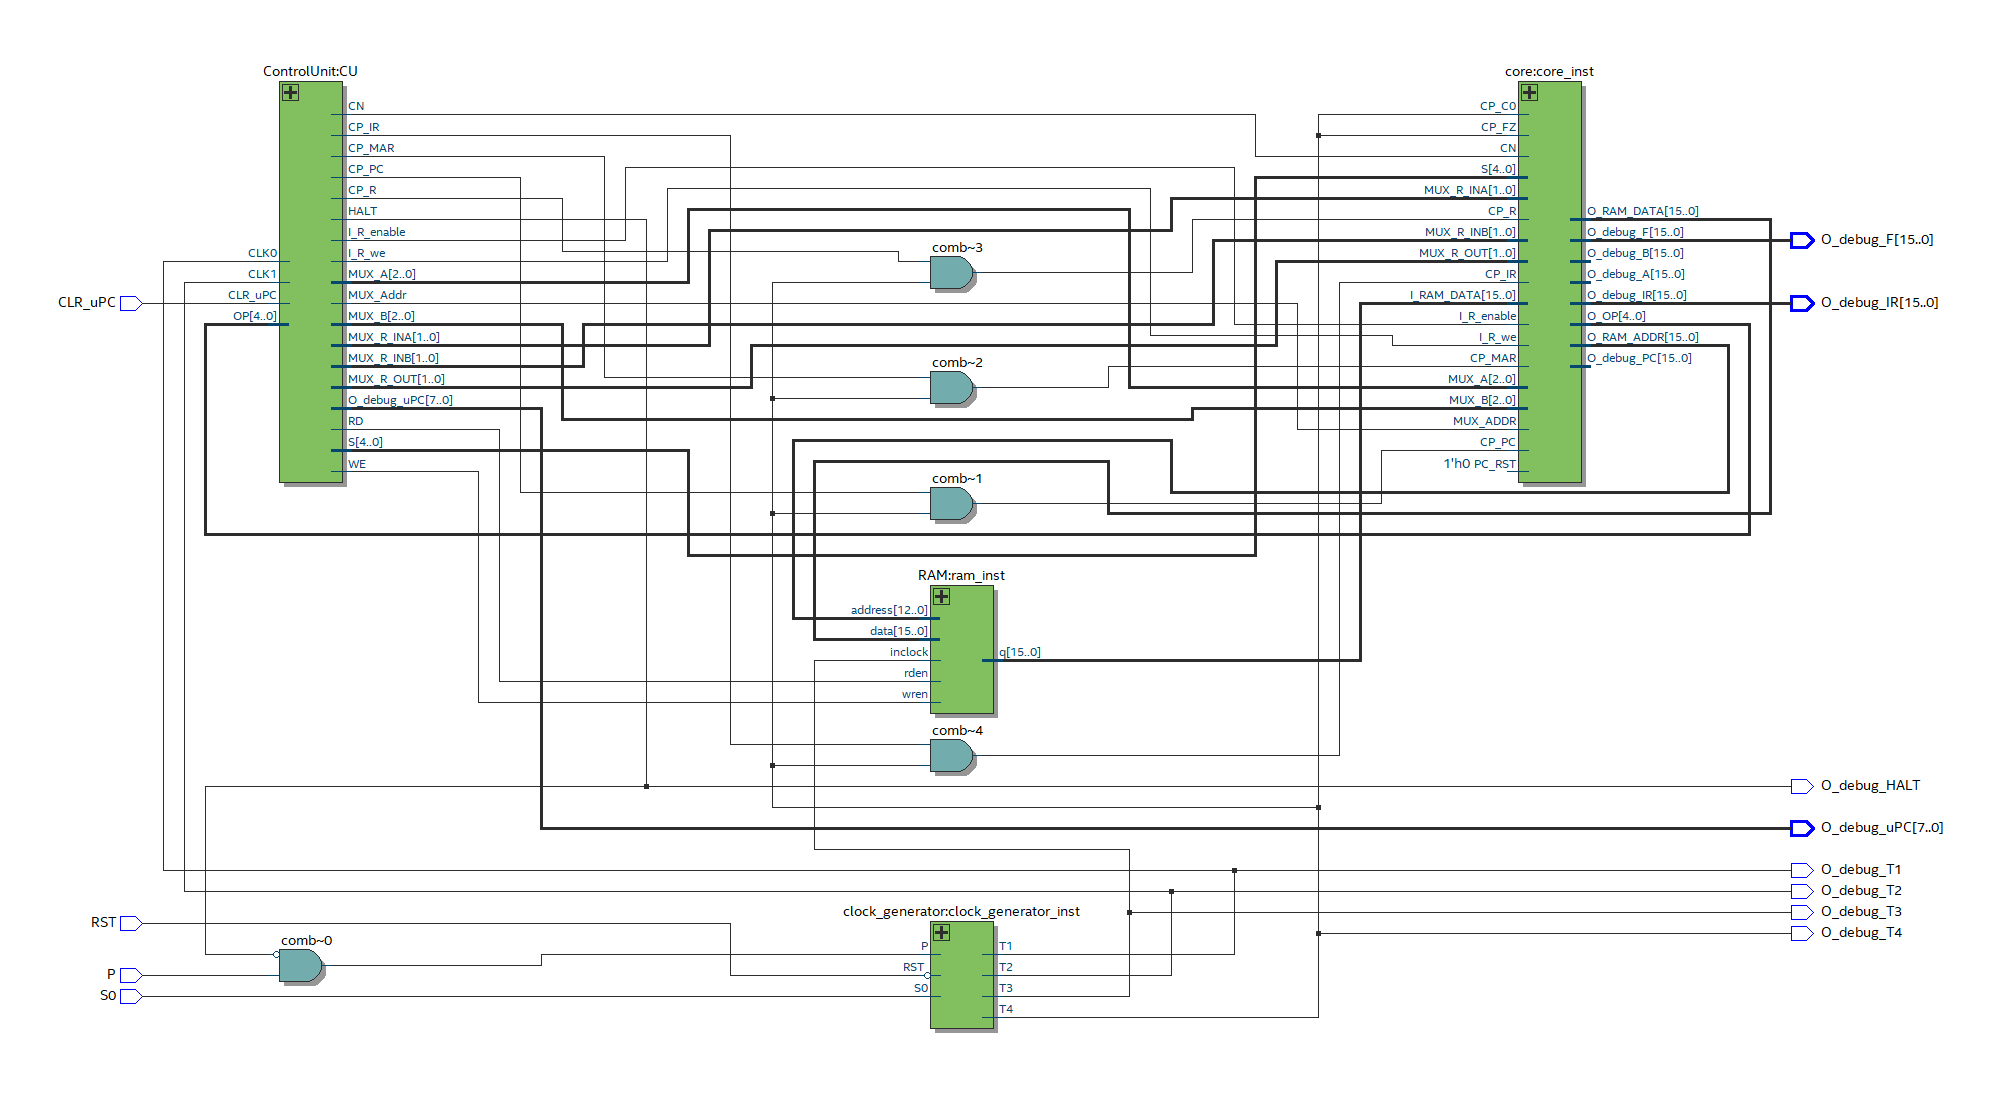 ControlUnit:CU
CN
CP_IR
CP_MAR
CP_PC
CP_R
HALT
I_R_enable
I_R_we
MUX_A[2..0]
MUX_Addr
MUX_B[2..0]
MUX_R_INA[1..0]
MUX_R_INB[1..0]
MUX_R_OUT[1..0]
O_debug_uPC[7..0]
RD
S[4..0]
WE
CLK0
CLK1
CLR_uPC
OP[4..0]
CLR_uPC
comb~3
comb~2
comb~1
RAM:ram_inst
address[12..0]
data[15..0]
inclock
rden
wren
q[15..0]
comb~4
core:core_inst
CP_C0
CP_FZ
CN
S[4..0]
MUX_R_INA[1..0]
CP_R
MUX_R_INB[1..0]
MUX_R_OUT[1..0]
CP_IR
I_RAM_DATA[15..0]
I_R_enable
I_R_we
CP_MAR
MUX_A[2..0]
MUX_B[2..0]
MUX_ADDR
CP_PC
1'h0 PC_RST
O_RAM_DATA[15..0]
O_debug_F[15..0]
O_debug_B[15..0]
O_debug_A[15..0]
O_debug_IR[15..0]
O_OP[4..0]
O_RAM_ADDR[15..0]
O_debug_PC[15..0]
O_debug_F[15..0]
O_debug_IR[15..0]
O_debug_HALT
O_debug_uPC[7..0]
O_debug_T1
O_debug_T2
O_debug_T3
O_debug_T4
RST
P
S0
comb~0
clock_generator:clock_generator_inst
P
RST
S0
T1
T2
T3
T4